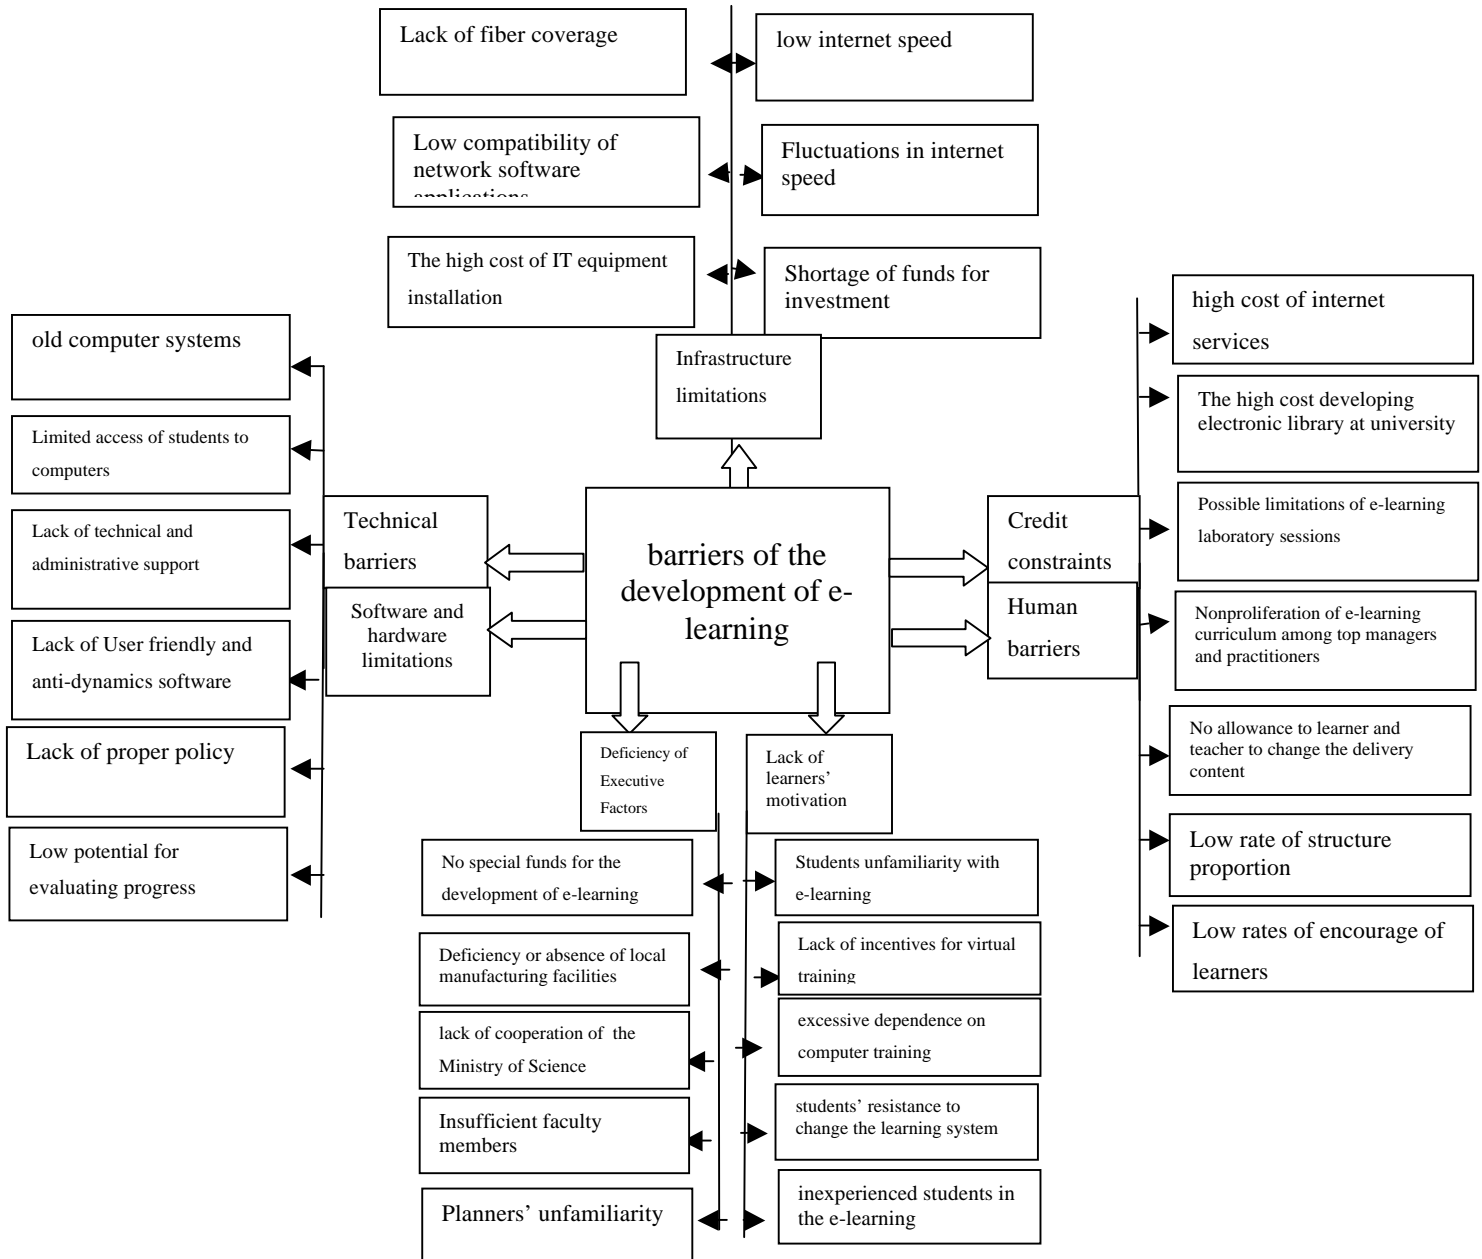 Lack of fiber coverage
low internet speed
Low compatibility of
network software
applications
Fluctuations in internet
speed
The high cost of IT equipment
installation
Shortage of funds for
investment
Infrastructure
limitations
old computer systems
Limited access of students to
computers
Lack of technical and
administrative support
Lack of User friendly and
anti-dynamics software
Lack of proper policy
Low potential for
evaluating progress
Technical
barriers
Software and
hardware
limitations
barriers of the
development of e-
learning
Credit
constraints
Human
barriers
high cost of internet
services
The high cost developing
electronic library at university
Possible limitations of e-learning
laboratory sessions
Nonproliferation of e-learning
curriculum among top managers
and practitioners
No allowance to learner and
teacher to change the delivery
content
Low rate of structure
proportion
Low rates of encourage of
learners
Deficiency of
Executive
Factors
Lack of
learners’
motivation
No special funds for the
development of e-learning
Deficiency or absence of local
manufacturing facilities
lack of cooperation of  the
Ministry of Science
Insufficient faculty
members
Planners’ unfamiliarity
Students unfamiliarity with
e-learning
Lack of incentives for virtual
training
excessive dependence on
computer training
students’ resistance to
change the learning system
inexperienced students in
the e-learning